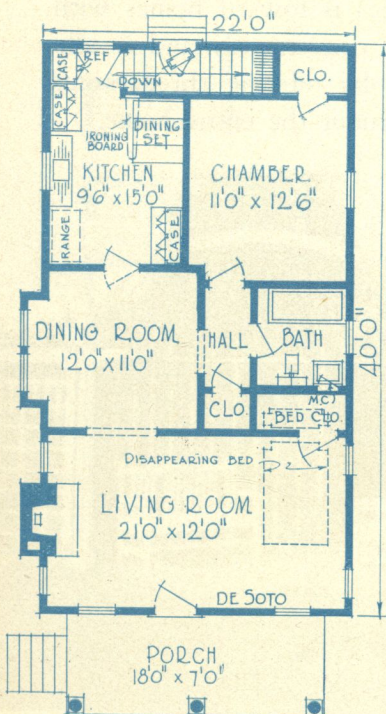 22'0"
CASE
REF
DOWN
CLO.
CASE
IRONING
BOARD
DINING
SET
KITCHEN
9'6" x 15'0"
CHAMBER
11'0" x 12'6"
RANGE
CASE
DINING ROOM
12'0" x 11'0"
HALL
BATH
40'0"
CLO.
M.C.
BED CLO.
DISAPPEARING BED
LIVING ROOM
21'0" x 12'0"
DE SOTO
PORCH
18'0" x 7'0"